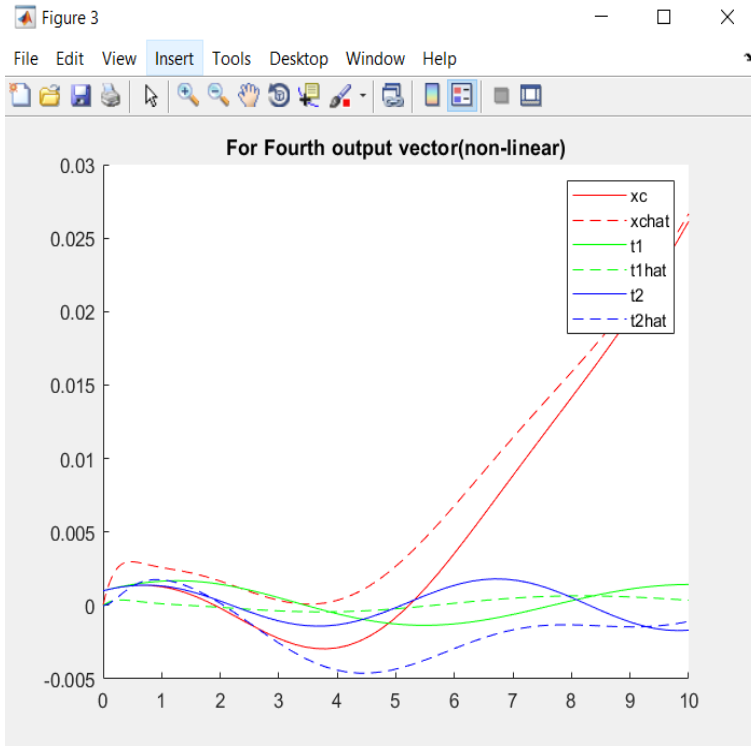 Figure 3
File Edit View Insert Tools Desktop Window Help
For Fourth output vector(non-linear)
0.03
0.025
0.02
0.015
0.01
0.005
0
-0.005
xc
xchat
t1
t1hat
t2
t2hat
0 1 2 3 4 5 6 7 8 9 10